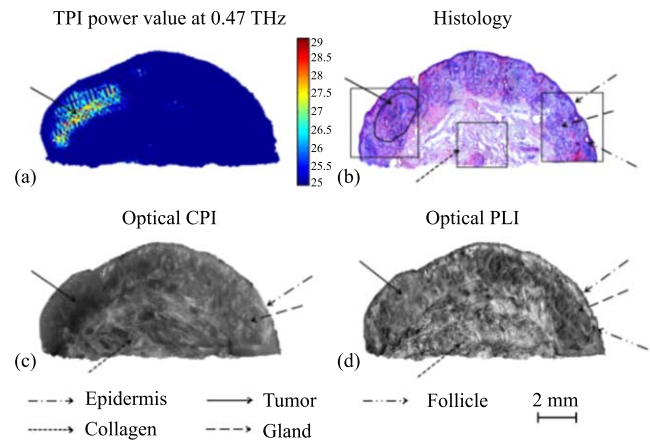 TPI power value at 0.47 THz
Histology
29
28.5
28
27.5
27
26.5
26
25.5
25
(a)
(b)
Optical CPI
Optical PLI
(c)
(d)
Epidermis
Tumor
Follicle
2 mm
Collagen
Gland